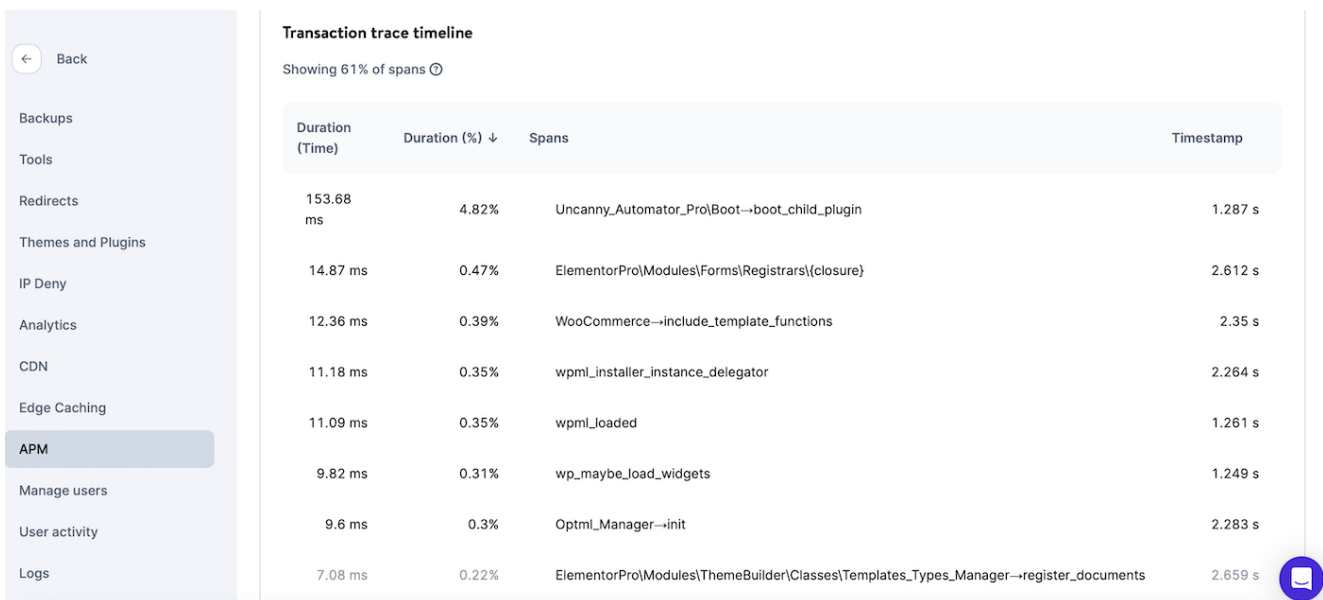 Back
Backups
Tools
Redirects
Themes and Plugins
IP Deny
Analytics
CDN
Edge Caching
APM
Manage users
User activity
Logs
Transaction trace timeline
Showing 61% of spans ?
Duration (Time) Duration (%) ↓ Spans Timestamp
153.68 ms 4.82% Uncanny_Automator_Pro\Boot→boot_child_plugin 1.287 s
14.87 ms 0.47% ElementorPro\Modules\Forms\Registrars\{closure} 2.612 s
12.36 ms 0.39% WooCommerce→include_template_functions 2.35 s
11.18 ms 0.35% wpml_installer_instance_delegator 2.264 s
11.09 ms 0.35% wpml_loaded 1.261 s
9.82 ms 0.31% wp_maybe_load_widgets 1.249 s
9.6 ms 0.3% Optml_Manager→init 2.283 s
7.08 ms 0.22% ElementorPro\Modules\ThemeBuilder\Classes\Templates_Types_Manager→register_documents 2.659 s